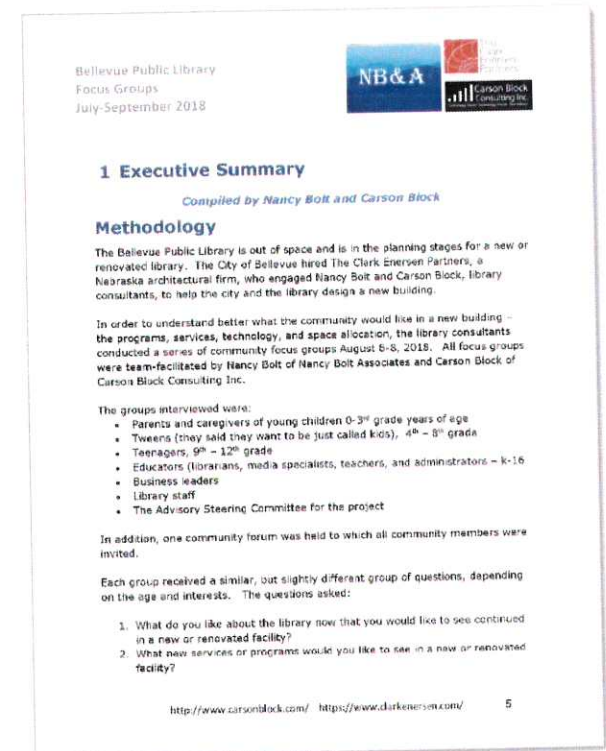 Bellevue Public Library
Focus Groups
July-September 2018
NB&A
Carson Block
Consulting Inc.
1 Executive Summary
Compiled by Nancy Bolt and Carson Block
Methodology
The Bellevue Public Library is out of space and is in the planning stages for a new or
renovated library. The City of Bellevue hired The Clark Enersen Partners, a
Nebraska architectural firm, who engaged Nancy Bolt and Carson Block, library
consultants, to help the city and the library design a new building.
In order to understand better what the community would like in a new building –
the programs, services, technology, and space allocation, the library consultants
conducted a series of community focus groups August 6-8, 2018. All focus groups
were team-facilitated by Nancy Bolt of Nancy Bolt Associates and Carson Block of
Carson Block Consulting Inc.
The groups interviewed were:
• Parents and caregivers of young children 0-3rd grade years of age
• Tweens (they said they want to be just called kids), 4th – 8th grade
• Teenagers, 9th – 12th grade
• Educators (librarians, media specialists, teachers, and administrators – k-16
• Business leaders
• Library staff
• The Advisory Steering Committee for the project
In addition, one community forum was held to which all community members were
invited.
Each group received a similar, but slightly different group of questions, depending
on the age and interests. The questions asked:
1. What do you like about the library now that you would like to see continued
in a new or renovated facility?
2. What new services or programs would you like to see in a new or renovated
facility?
http://www.carsonblock.com/ https://www.clarkenersen.com/ 5